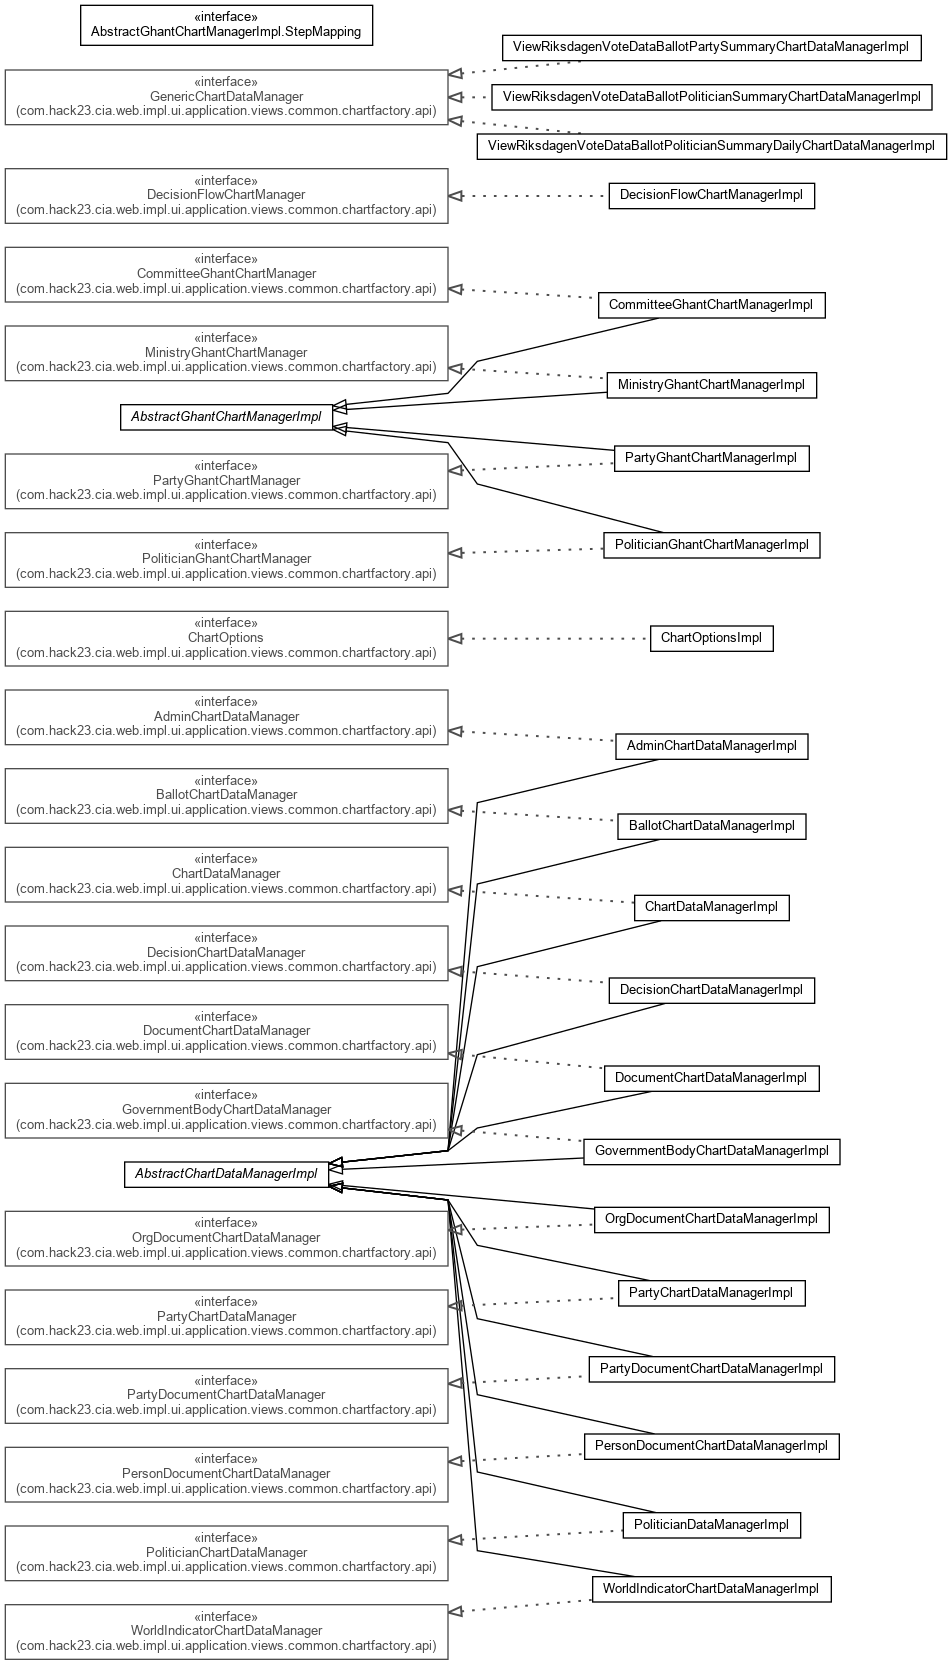 «interface»
AbstractGhantChartManagerImpl.StepMapping
ViewRiksdagenVoteDataBallotPartySummaryChartDataManagerImpl
«interface»
GenericChartDataManager
(com.hack23.cia.web.impl.ui.application.views.common.chartfactory.api)
ViewRiksdagenVoteDataBallotPoliticianSummaryChartDataManagerImpl
ViewRiksdagenVoteDataBallotPoliticianSummaryDailyChartDataManagerImpl
«interface»
DecisionFlowChartManager
(com.hack23.cia.web.impl.ui.application.views.common.chartfactory.api)
DecisionFlowChartManagerImpl
«interface»
CommitteeGhantChartManager
(com.hack23.cia.web.impl.ui.application.views.common.chartfactory.api)
CommitteeGhantChartManagerImpl
«interface»
MinistryGhantChartManager
(com.hack23.cia.web.impl.ui.application.views.common.chartfactory.api)
MinistryGhantChartManagerImpl
AbstractGhantChartManagerImpl
«interface»
PartyGhantChartManager
(com.hack23.cia.web.impl.ui.application.views.common.chartfactory.api)
PartyGhantChartManagerImpl
«interface»
PoliticianGhantChartManager
(com.hack23.cia.web.impl.ui.application.views.common.chartfactory.api)
PoliticianGhantChartManagerImpl
«interface»
ChartOptions
(com.hack23.cia.web.impl.ui.application.views.common.chartfactory.api)
ChartOptionsImpl
«interface»
AdminChartDataManager
(com.hack23.cia.web.impl.ui.application.views.common.chartfactory.api)
AdminChartDataManagerImpl
«interface»
BallotChartDataManager
(com.hack23.cia.web.impl.ui.application.views.common.chartfactory.api)
BallotChartDataManagerImpl
«interface»
ChartDataManager
(com.hack23.cia.web.impl.ui.application.views.common.chartfactory.api)
ChartDataManagerImpl
«interface»
DecisionChartDataManager
(com.hack23.cia.web.impl.ui.application.views.common.chartfactory.api)
DecisionChartDataManagerImpl
«interface»
DocumentChartDataManager
(com.hack23.cia.web.impl.ui.application.views.common.chartfactory.api)
DocumentChartDataManagerImpl
«interface»
GovernmentBodyChartDataManager
(com.hack23.cia.web.impl.ui.application.views.common.chartfactory.api)
GovernmentBodyChartDataManagerImpl
AbstractChartDataManagerImpl
«interface»
OrgDocumentChartDataManager
(com.hack23.cia.web.impl.ui.application.views.common.chartfactory.api)
OrgDocumentChartDataManagerImpl
«interface»
PartyChartDataManager
(com.hack23.cia.web.impl.ui.application.views.common.chartfactory.api)
PartyChartDataManagerImpl
«interface»
PartyDocumentChartDataManager
(com.hack23.cia.web.impl.ui.application.views.common.chartfactory.api)
PartyDocumentChartDataManagerImpl
«interface»
PersonDocumentChartDataManager
(com.hack23.cia.web.impl.ui.application.views.common.chartfactory.api)
PersonDocumentChartDataManagerImpl
«interface»
PoliticianChartDataManager
(com.hack23.cia.web.impl.ui.application.views.common.chartfactory.api)
PoliticianDataManagerImpl
«interface»
WorldIndicatorChartDataManager
(com.hack23.cia.web.impl.ui.application.views.common.chartfactory.api)
WorldIndicatorChartDataManagerImpl